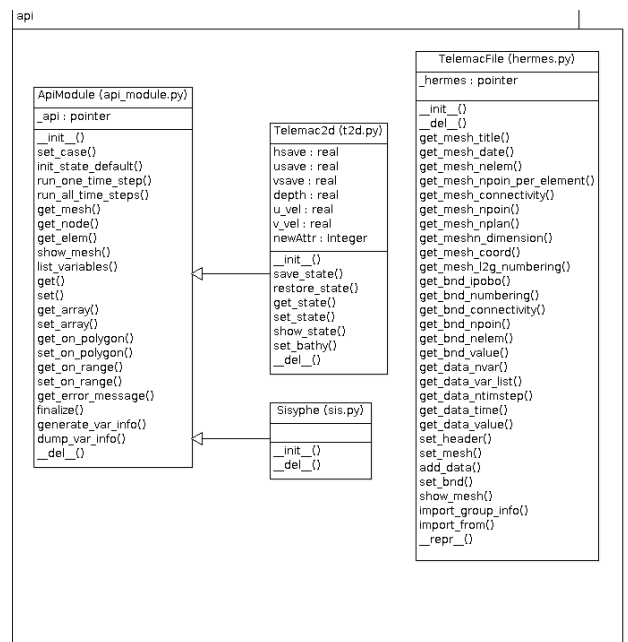 api
ApiModule (api_module.py)
_api : pointer
__init__()
set_case()
init_state_default()
run_one_time_step()
run_all_time_steps()
get_mesh()
get_node()
get_elem()
show_mesh()
list_variables()
get()
set()
get_array()
set_array()
get_on_polygon()
set_on_polygon()
get_on_range()
set_on_range()
get_error_message()
finalize()
generate_var_info()
dump_var_info()
__del__()
Telemac2d (t2d.py)
hsave : real
usave : real
vsave : real
depth : real
u_vel : real
v_vel : real
newAttr : Integer
__init__()
save_state()
restore_state()
get_state()
set_state()
show_state()
set_bathy()
__del__()
Sisyphe (sis.py)
__init__()
__del__()
TelemacFile (hermes.py)
_hermes : pointer
__init__()
__del__()
get_mesh_title()
get_mesh_date()
get_mesh_nelem()
get_mesh_npoin_per_element()
get_mesh_connectivity()
get_mesh_npoin()
get_mesh_nplan()
get_meshn_dimension()
get_mesh_coord()
get_mesh_l2g_numbering()
get_bnd_ipobo()
get_bnd_numbering()
get_bnd_connectivity()
get_bnd_npoin()
get_bnd_nelem()
get_bnd_value()
get_data_nvar()
get_data_var_list()
get_data_ntimstep()
get_data_time()
get_data_value()
set_header()
set_mesh()
add_data()
set_bnd()
show_mesh()
import_group_info()
import_from()
__repr__()